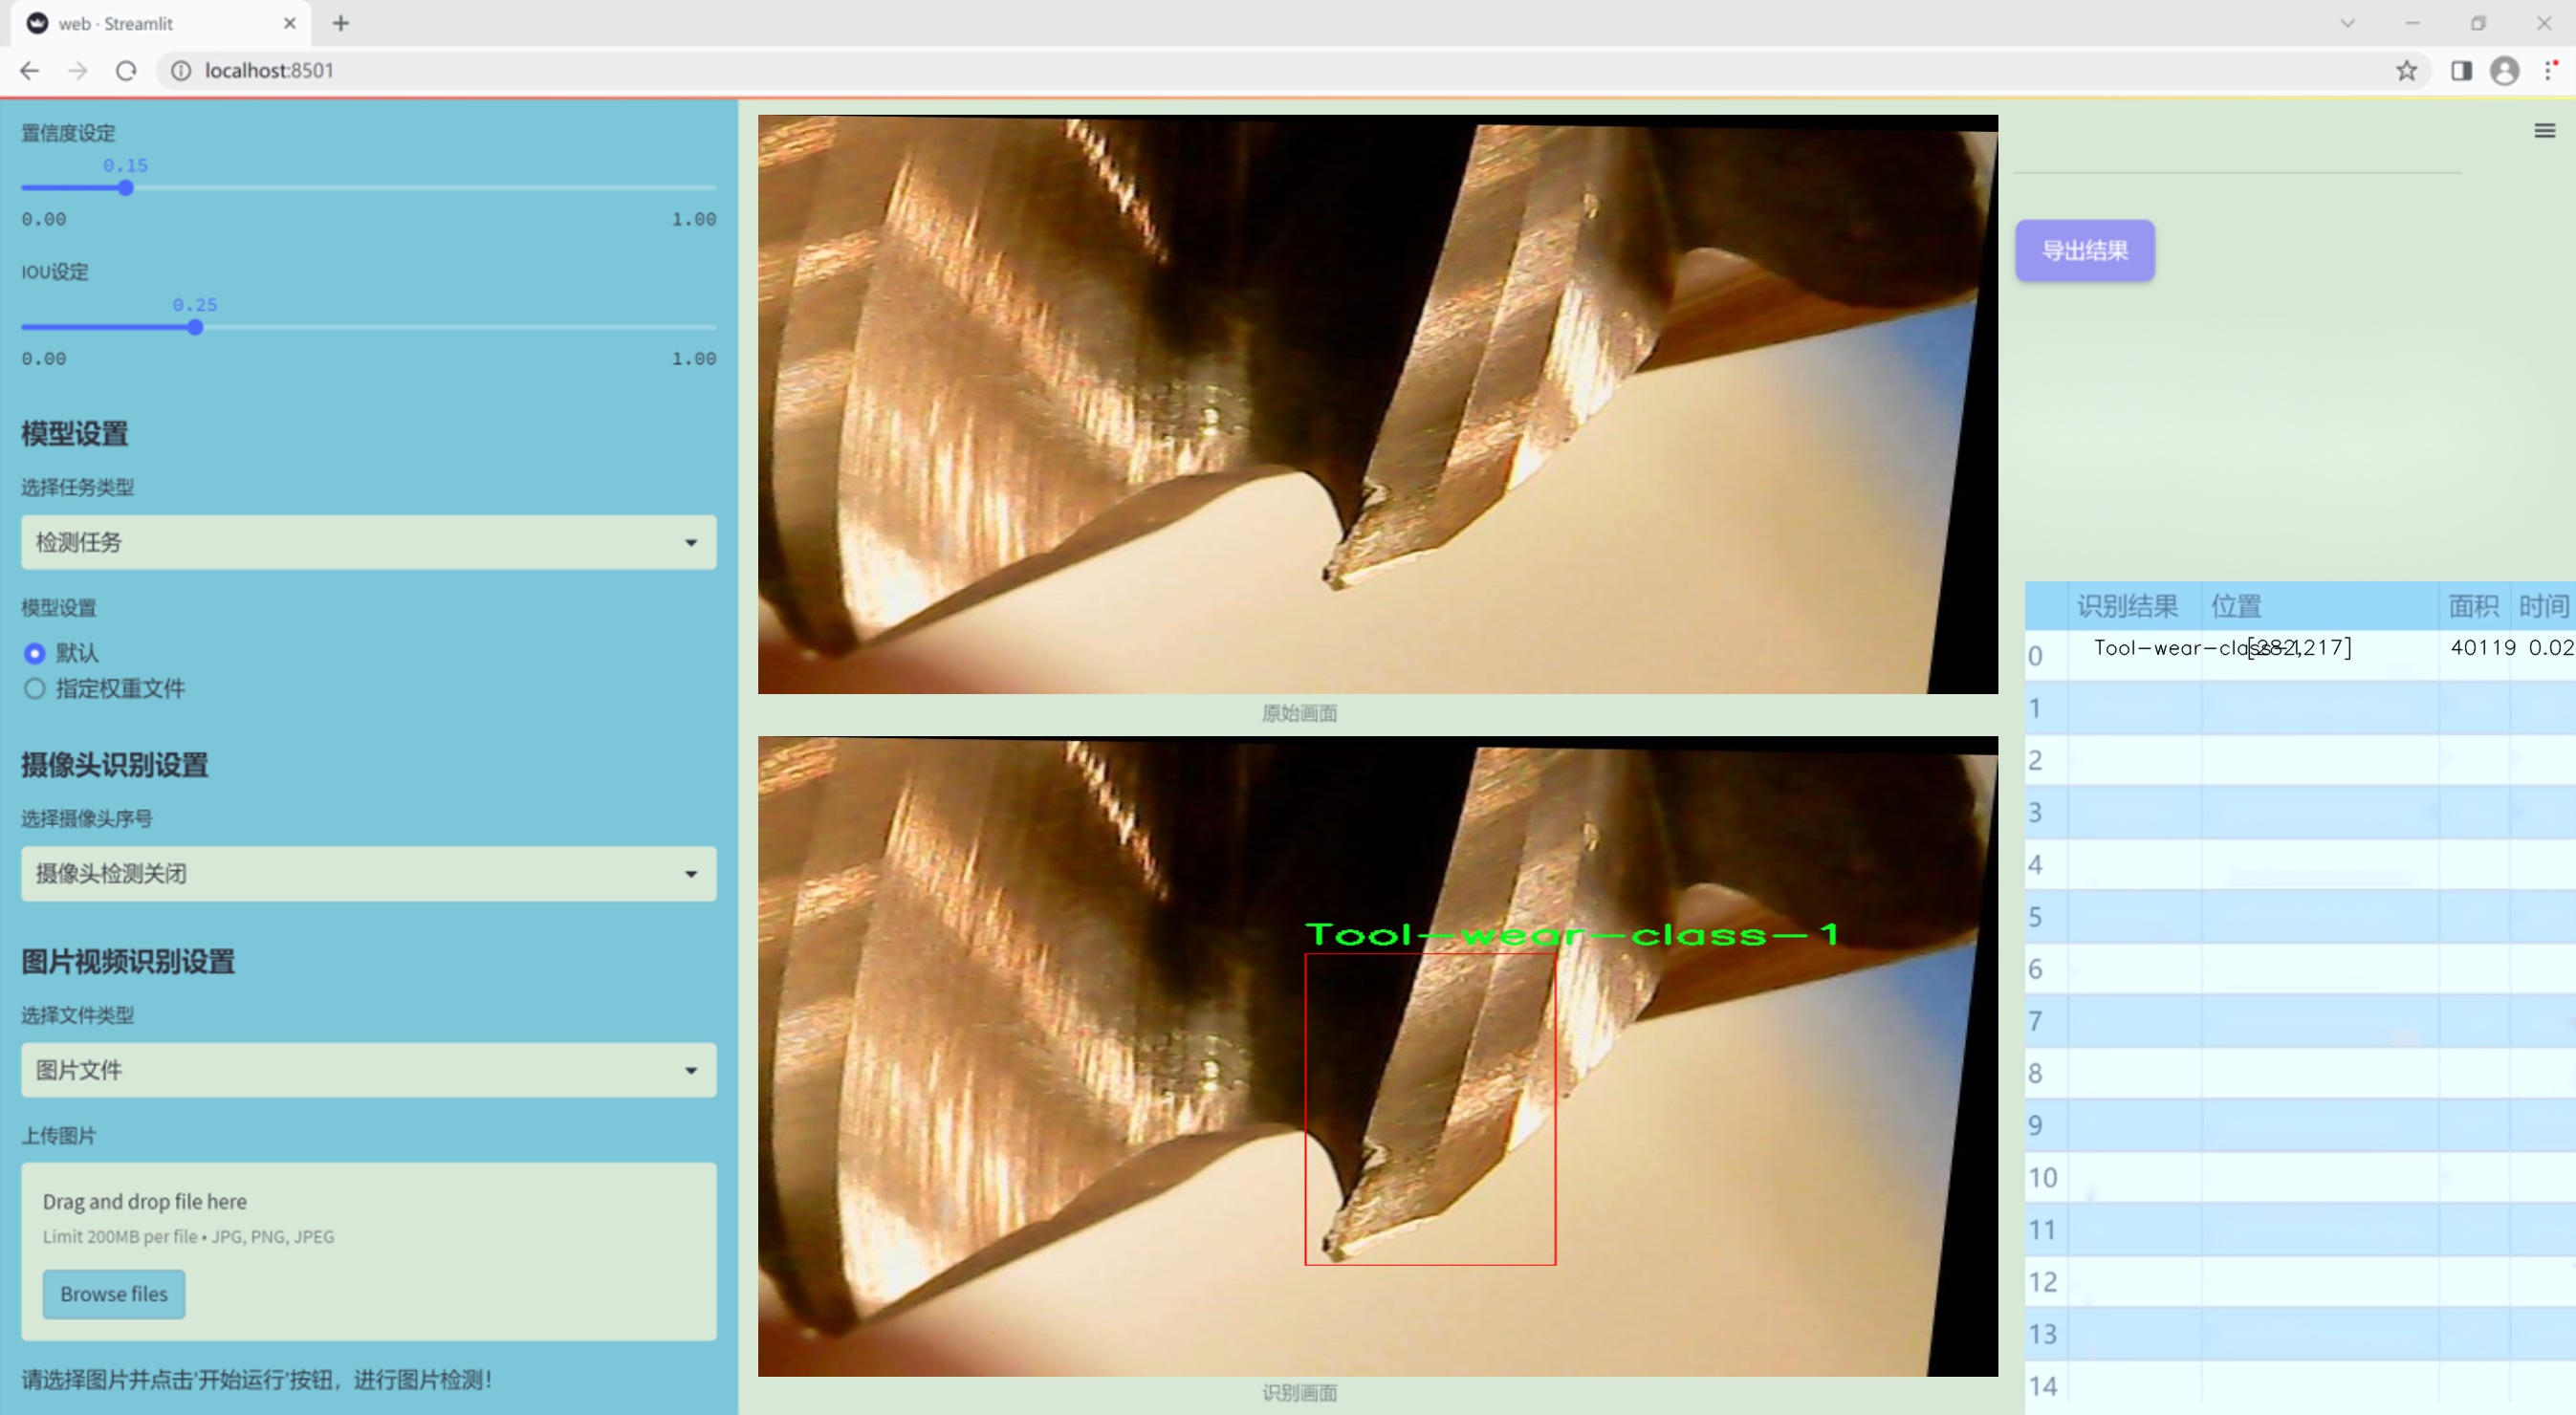 web · Streamlit
localhost:8501
置信度设定
0.15
0.00 1.00
IOU设定
0.25
0.00 1.00
模型设置
选择任务类型
检测任务
模型设置
默认
指定权重文件
摄像头识别设置
选择摄像头序号
摄像头检测关闭
图片视频识别设置
选择文件类型
图片文件
上传图片
Drag and drop file here
Limit 200MB per file • JPG, PNG, JPEG
Browse files
请选择图片并点击'开始运行'按钮，进行图片检测！
原始画面
Tool-wear-class-1
识别画面
导出结果
识别结果 位置 面积 时间
0 Tool-wear-class-1 [282,217] 40119 0.02
1
2
3
4
5
6
7
8
9
10
11
12
13
14